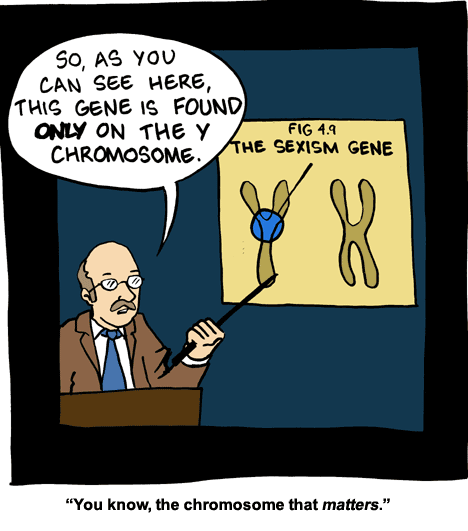 SO, AS YOU
CAN SEE HERE,
THIS GENE IS FOUND
ONLY ON THE Y
CHROMOSOME.
FIG 4.9
THE SEXISM GENE
“You know, the chromosome that matters.”